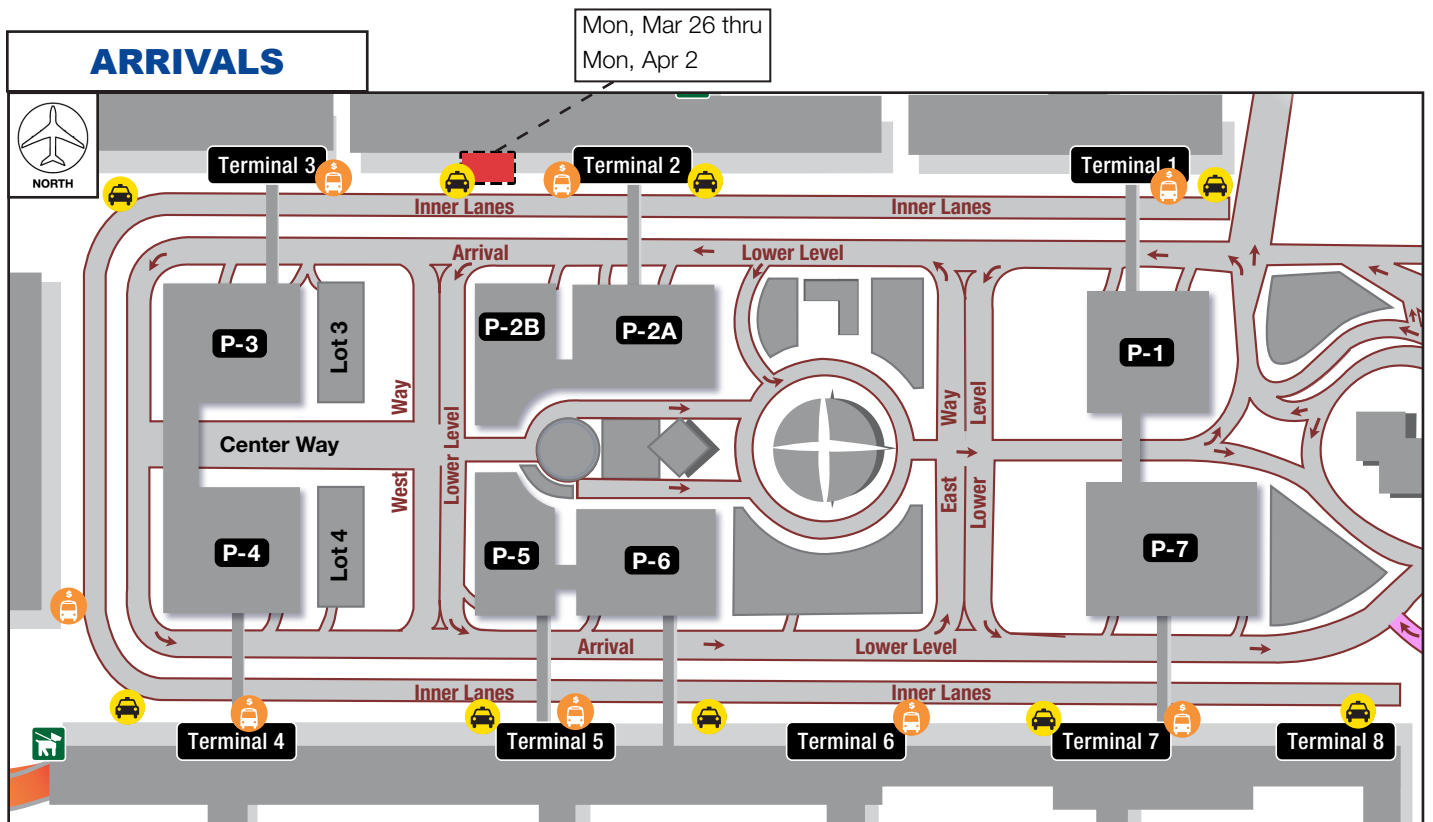 Mon, Mar 26 thru
Mon, Apr 2
ARRIVALS
NORTH
Terminal 3
Terminal 2
Terminal 1
$
$
$
Inner Lanes
Inner Lanes
Arrival
Lower Level
P-3
Lot 3
P-2B
P-2A
P-1
Way
Lower Level
Way
Level
Center Way
West
East
Lower
P-4
Lot 4
P-5
P-6
P-7
$
Arrival
Lower Level
Inner Lanes
Inner Lanes
$
$
$
$
Terminal 4
Terminal 5
Terminal 6
Terminal 7
Terminal 8